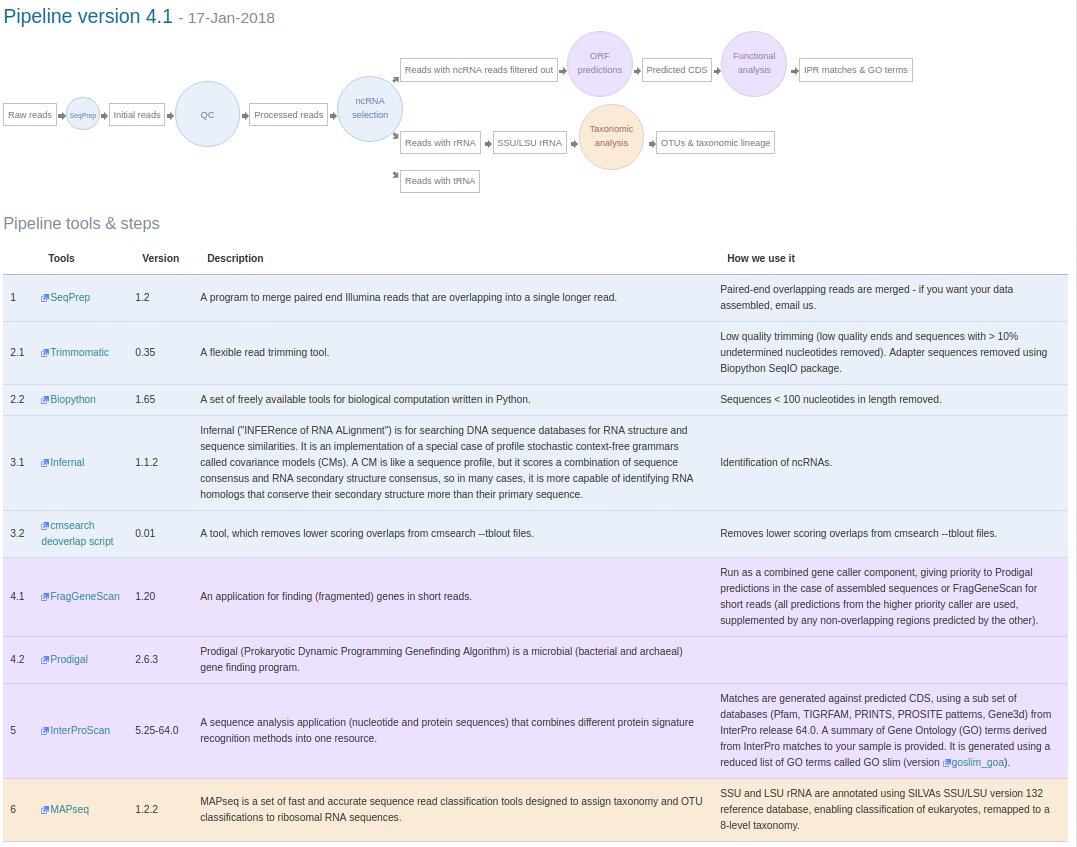 Pipeline version 4.1 - 17-Jan-2018
Raw reads
SeqPrep
Initial reads
QC
Processed reads
ncRNA
selection
Reads with ncRNA reads filtered out
ORF
predictions
Predicted CDS
Functional
analysis
IPR matches & GO terms
Reads with rRNA
SSU/LSU rRNA
Taxonomic
analysis
OTUs & taxonomic lineage
Reads with tRNA
Pipeline tools & steps
Tools Version Description How we use it
1 SeqPrep 1.2 A program to merge paired end Illumina reads that are overlapping into a single longer read.
Paired-end overlapping reads are merged - if you want your data
assembled, email us.
2.1 Trimmomatic 0.35 A flexible read trimming tool.
Low quality trimming (low quality ends and sequences with > 10%
undetermined nucleotides removed). Adapter sequences removed using
Biopython SeqIO package.
2.2 Biopython 1.65 A set of freely available tools for biological computation written in Python. Sequences < 100 nucleotides in length removed.
3.1 Infernal 1.1.2
Infernal ("INFERence of RNA ALignment") is for searching DNA sequence databases for RNA structure and
sequence similarities. It is an implementation of a special case of profile stochastic context-free grammars
called covariance models (CMs). A CM is like a sequence profile, but it scores a combination of sequence
consensus and RNA secondary structure consensus, so in many cases, it is more capable of identifying RNA
homologs that conserve their secondary structure more than their primary sequence.
Identification of ncRNAs.
3.2 cmsearch
deoverlap script
0.01 A tool, which removes lower scoring overlaps from cmsearch --tblout files. Removes lower scoring overlaps from cmsearch --tblout files.
4.1 FragGeneScan 1.20 An application for finding (fragmented) genes in short reads.
Run as a combined gene caller component, giving priority to Prodigal
predictions in the case of assembled sequences or FragGeneScan for
short reads (all predictions from the higher priority caller are used,
supplemented by any non-overlapping regions predicted by the other).
4.2 Prodigal 2.6.3
Prodigal (Prokaryotic Dynamic Programming Genefinding Algorithm) is a microbial (bacterial and archaeal)
gene finding program.
5 InterProScan 5.25-64.0
A sequence analysis application (nucleotide and protein sequences) that combines different protein signature
recognition methods into one resource.
Matches are generated against predicted CDS, using a sub set of
databases (Pfam, TIGRFAM, PRINTS, PROSITE patterns, Gene3d) from
InterPro release 64.0. A summary of Gene Ontology (GO) terms derived
from InterPro matches to your sample is provided. It is generated using a
reduced list of GO terms called GO slim (version goslim_goa).
6 MAPseq 1.2.2
MAPseq is a set of fast and accurate sequence read classification tools designed to assign taxonomy and OTU
classifications to ribosomal RNA sequences.
SSU and LSU rRNA are annotated using SILVAs SSU/LSU version 132
reference database, enabling classification of eukaryotes, remapped to a
8-level taxonomy.